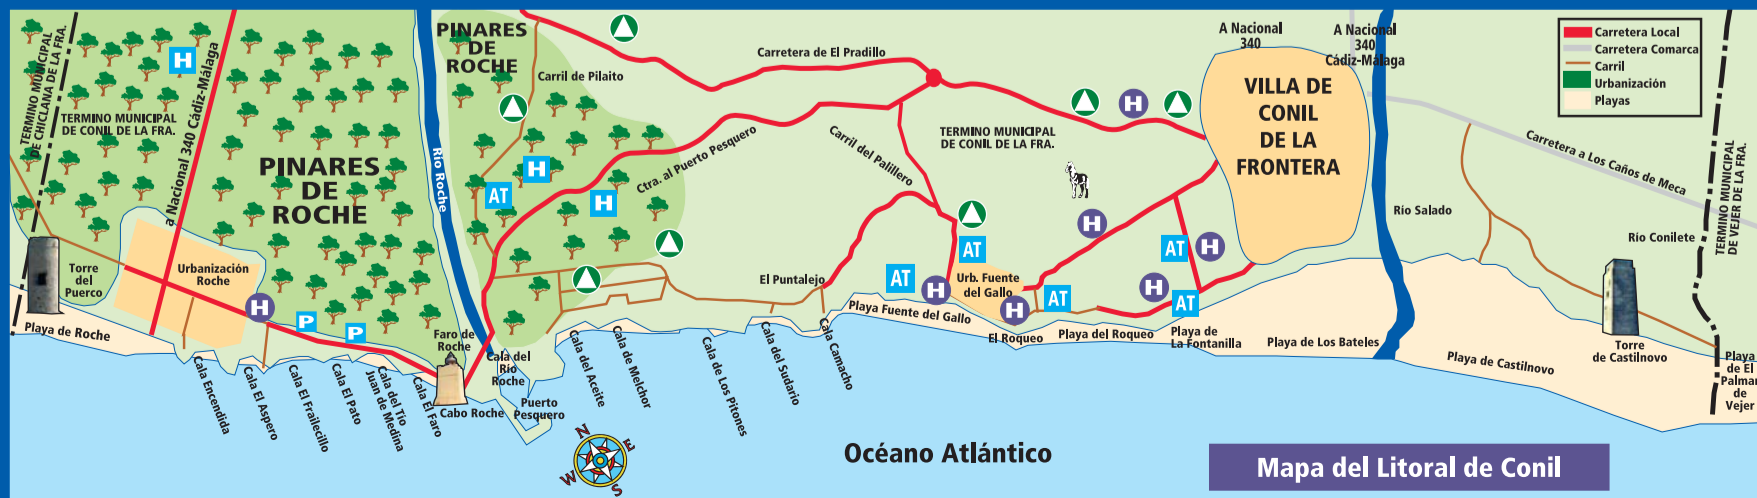 TERMINO MUNICIPAL
DE CHICLANA DE LA FRA.
H
TERMINO MUNICIPAL
DE CONIL DE LA FRA.
a Nacional 340 Cádiz-Málaga
PINARES
DE
ROCHE
Río Roche
PINARES
DE
ROCHE
Carril de Pilaito
Carretera de El Pradillo
Ctra. al Puerto Pesquero
Carril del Palillero
TERMINO MUNICIPAL
DE CONIL DE LA FRA.
H
A Nacional
340
A Nacional
340
Cádiz-Málaga
VILLA DE
CONIL
DE LA
FRONTERA
Carretera Local
Carretera Comarca
Carril
Urbanización
Playas
Carretera a Los Caños de Meca
TERMINO MUNICIPAL
DE VEJER DE LA FRA.
Río Salado
Río Conilete
H
AT
H
H
AT
H
AT
AT
H
H
AT
H
AT
Torre
del
Puerco
Urbanización
Roche
H
P
P
Playa de Roche
Faro de
Roche
Cala del
Río
Roche
El Puntalejo
Urb. Fuente
del Gallo
Playa Fuente del Gallo
El Roqueo
Playa del Roqueo
Playa de
La Fontanilla
Playa de Los Bateles
Playa de Castilnovo
Torre
de Castilnovo
Playa
de El
Palmar
de
Vejer
Cala Encendida
Cala El Aspero
Cala El Frailecillo
Cala El Pato
Cala del Tío
Juan de Medina
Cala El Faro
Cabo Roche
Puerto
Pesquero
Cala del Aceite
Cala de Melchor
Cala de Los Pitones
Cala del Sudario
Cala Camacho
N
E
W
S
Océano Atlántico
Mapa del Litoral de Conil